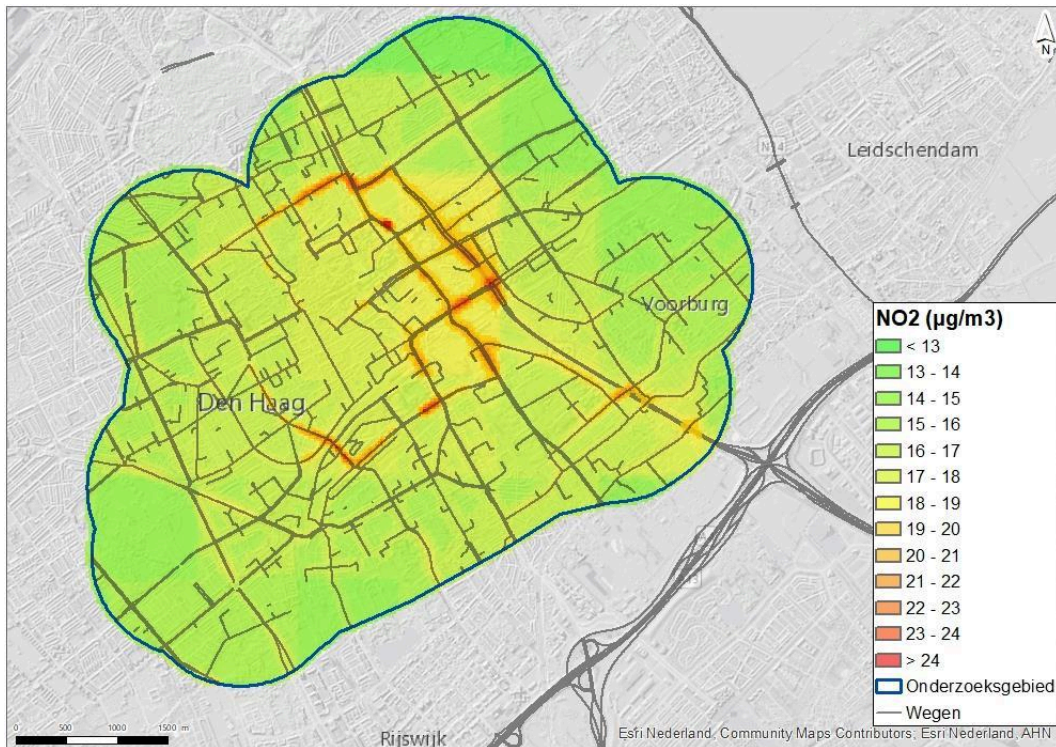 N
N14
Leidschendam
Voorburg
Den Haag
Rijswijk
NO2 (µg/m3)
< 13
13 - 14
14 - 15
15 - 16
16 - 17
17 - 18
18 - 19
19 - 20
20 - 21
21 - 22
22 - 23
23 - 24
> 24
Onderzoeksgebied
Wegen
0 500 1000 1500 m
Esri Nederland, Community Maps Contributors, Esri Nederland, AHN